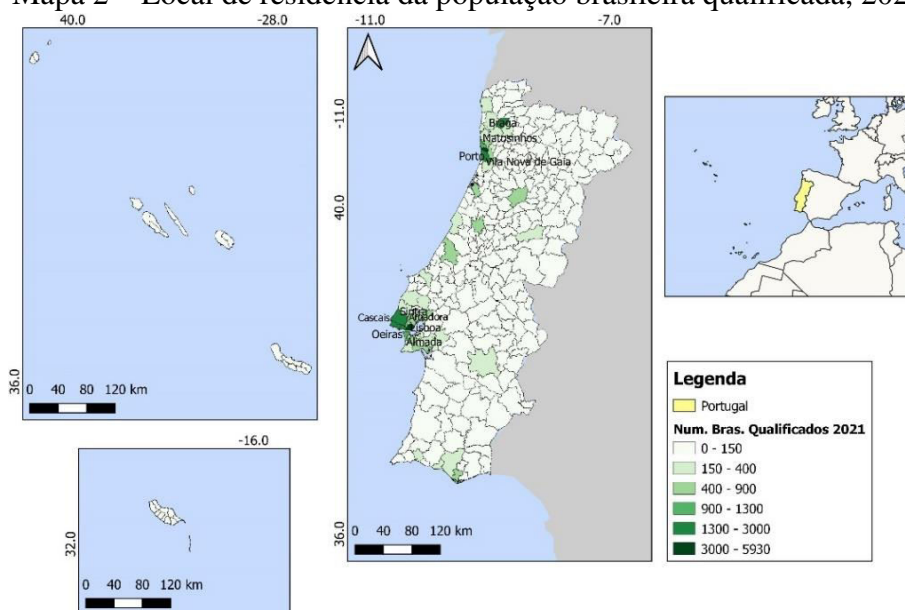 Mapa 2 – Local de residência da população brasileira qualificada, 202
40.0 -28.0 -11.0 -7.0
-11.0
40.0
36.0
36.0
Braga
Matosinhos
Porto
Vila Nova de Gaia
Sintra
Cascais
Amadora
Lisboa
Oeiras
Almada
0 40 80 120 km
-16.0
32.0
0 40 80 120 km
0 40 80 120 km
Legenda
Portugal
Num. Bras. Qualificados 2021
0 - 150
150 - 400
400 - 900
900 - 1300
1300 - 3000
3000 - 5930